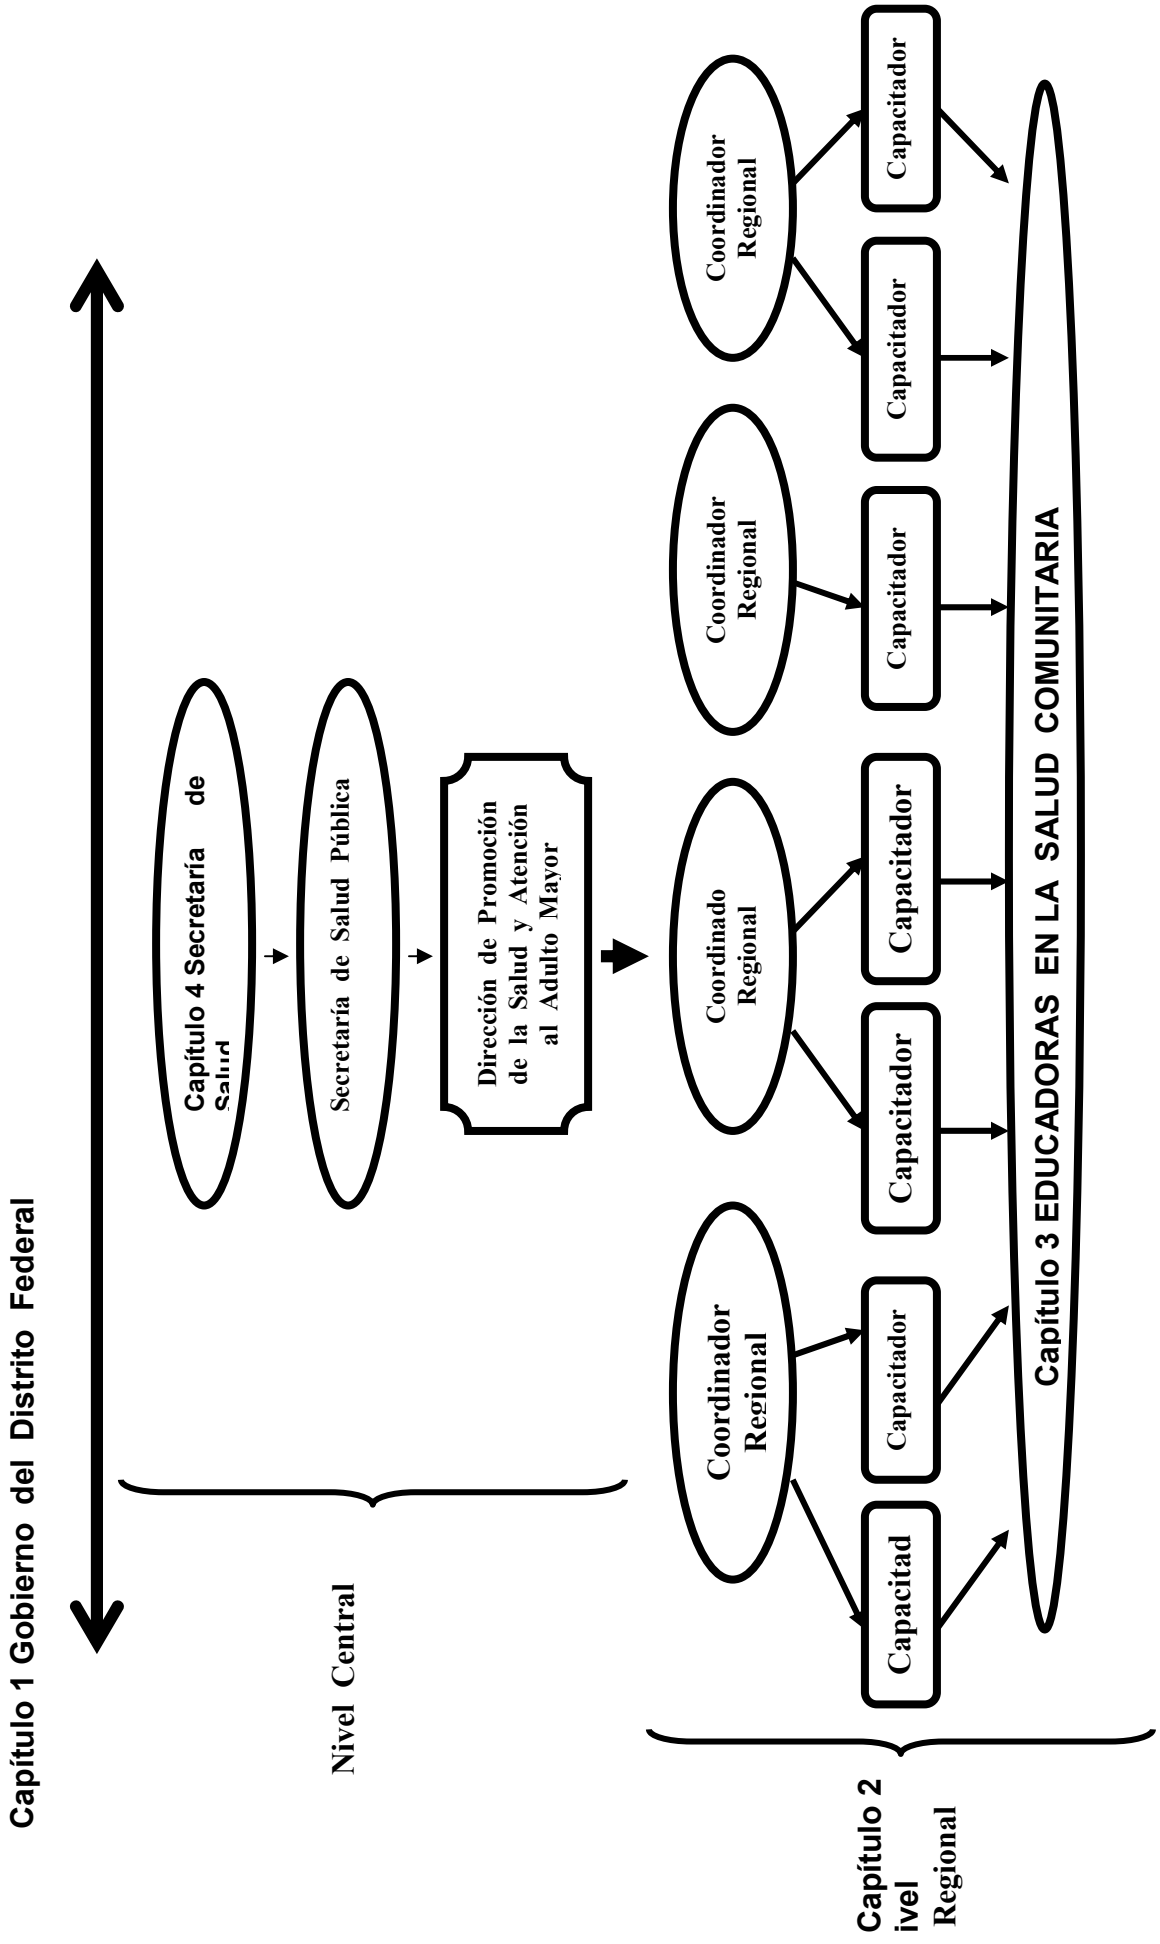 Capítulo 1 Gobierno del Distrito Federal
Capítulo 4 Secretaría de
Salud
Secretaría de Salud Pública
Dirección de Promoción
de la Salud y Atención
al Adulto Mayor
Nivel Central
Coordinador
Regional
Coordinado
Regional
Coordinador
Regional
Coordinador
Regional
Capacitad
Capacitador
Capacitador
Capacitador
Capacitador
Capacitador
Capacitador
Capítulo 2
ivel
Regional
Capítulo 3 EDUCADORAS EN LA SALUD COMUNITARIA